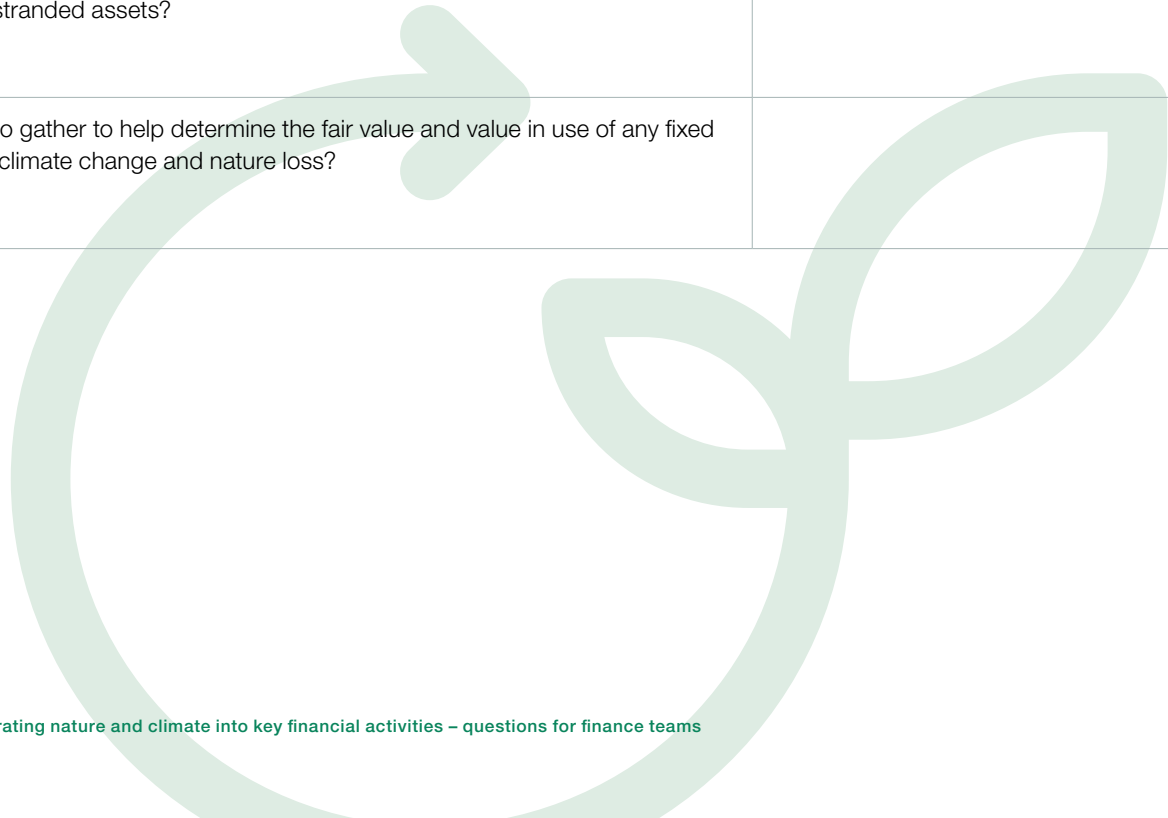 stranded assets?
o gather to help determine the fair value and value in use of any fixed
climate change and nature loss?
rating nature and climate into key financial activities – questions for finance teams